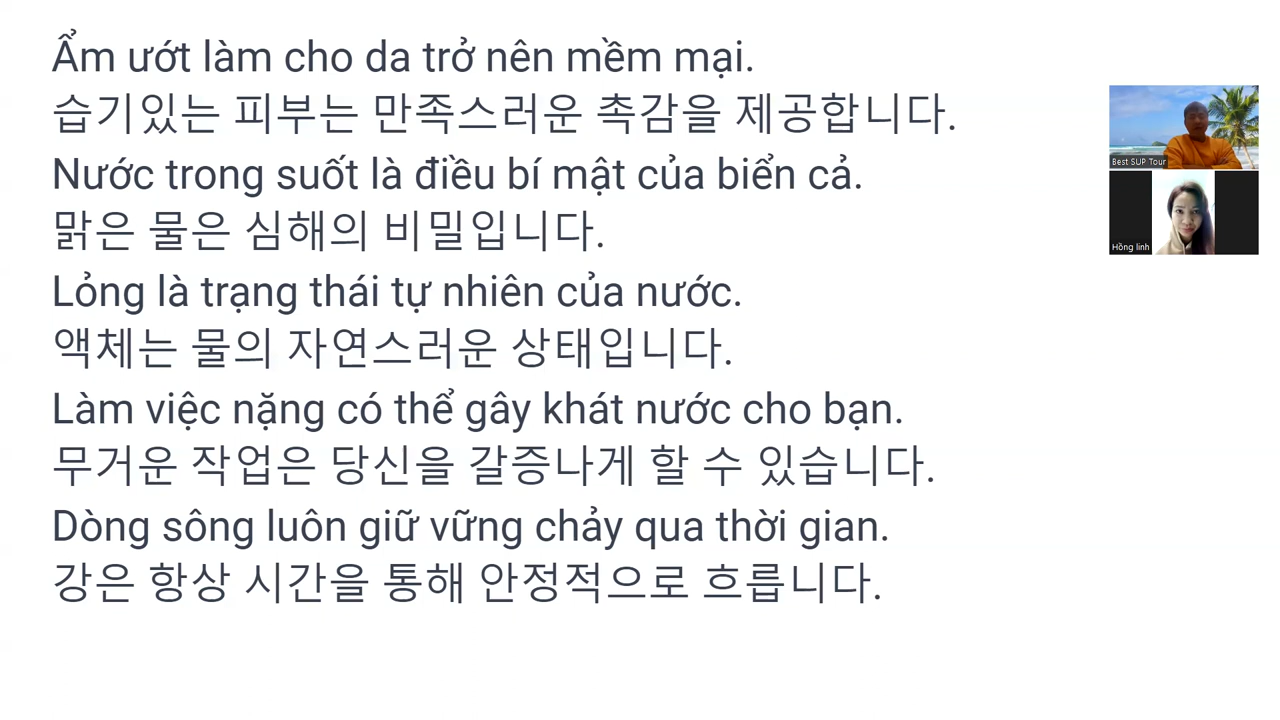 Ẩm ướt làm cho da trở nên mềm mại.
습기있는 피부는 만족스러운 촉감을 제공합니다.
Nước trong suốt là điều bí mật của biển cả.
맑은 물은 심해의 비밀입니다.
Lỏng là trạng thái tự nhiên của nước.
액체는 물의 자연스러운 상태입니다.
Làm việc nặng có thể gây khát nước cho bạn.
무거운 작업은 당신을 갈증나게 할 수 있습니다.
Dòng sông luôn giữ vững chảy qua thời gian.
강은 항상 시간을 통해 안정적으로 흐릅니다.
Best SUP Tour
Hồng linh